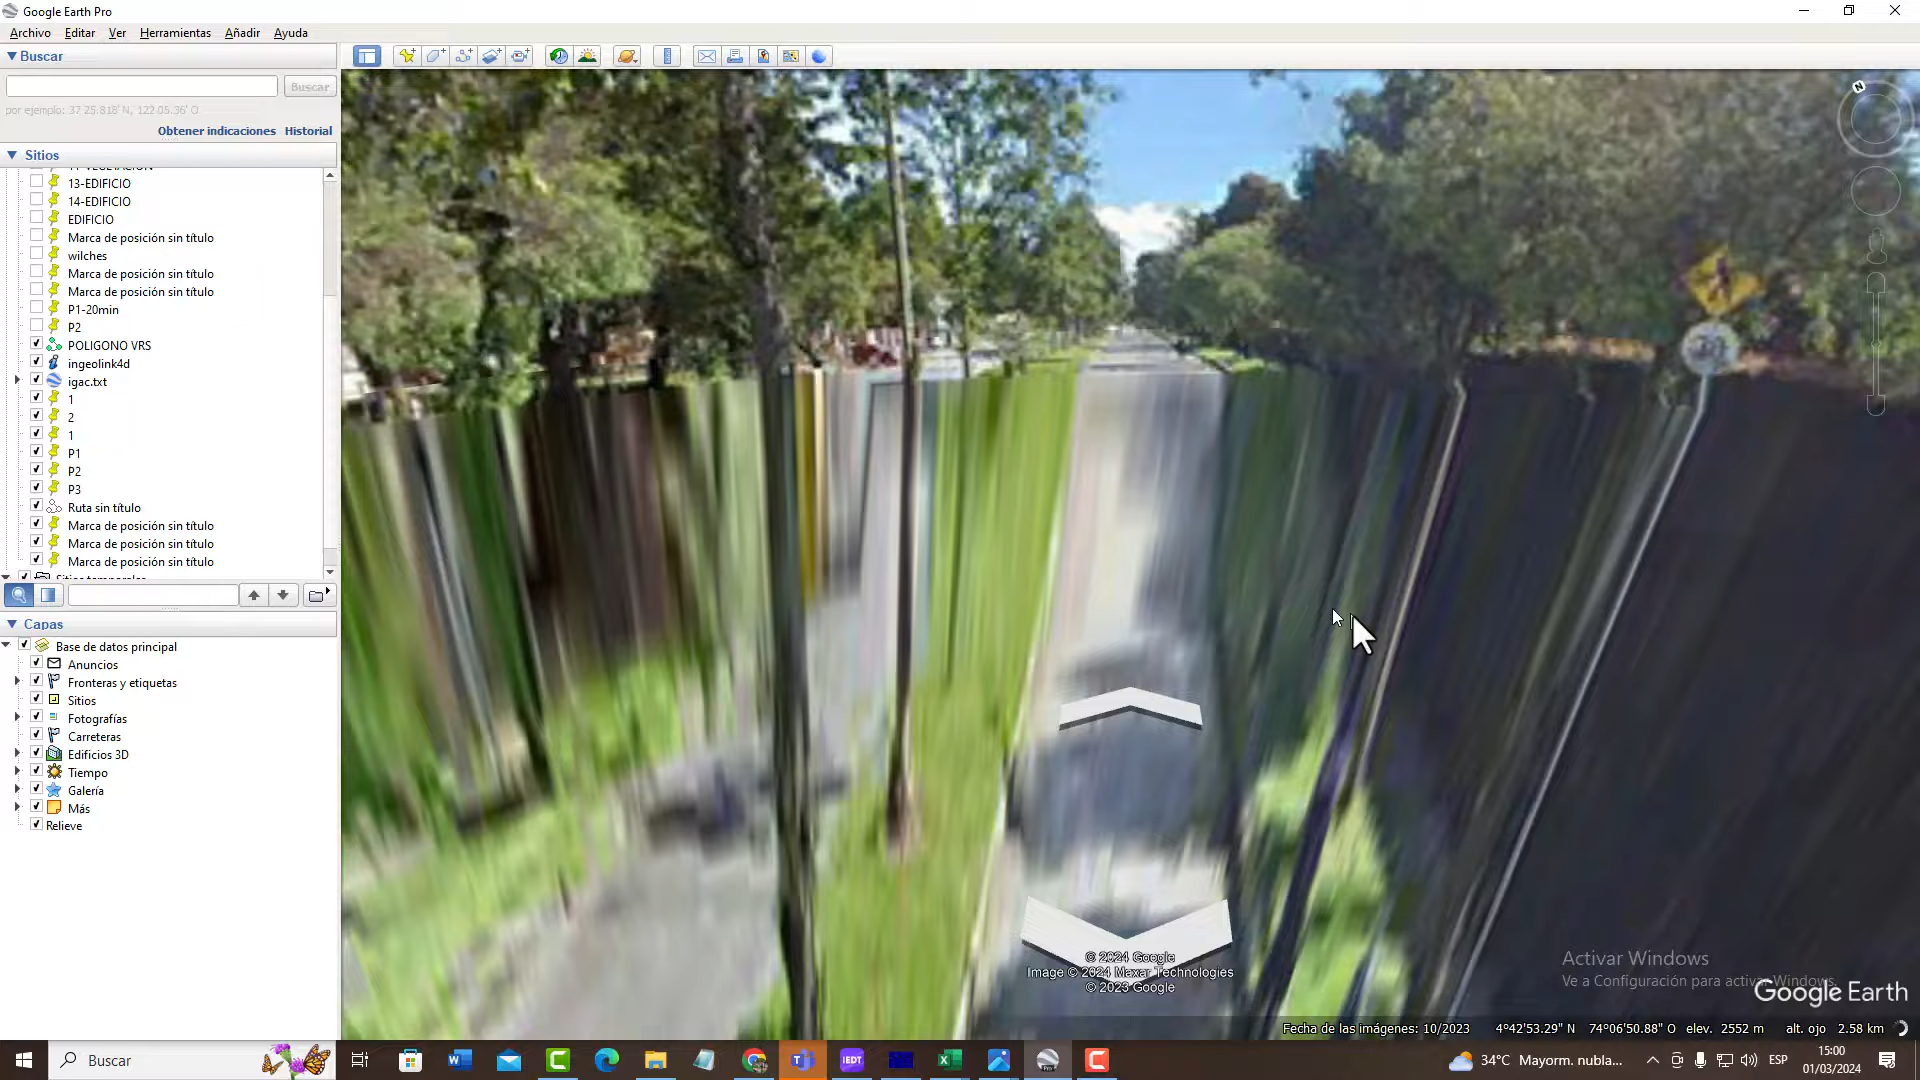 Google Earth Pro
Archivo Editar Ver Herramientas Añadir Ayuda
Buscar
Buscar
por ejemplo: 37 25.818' N, 122 05.36' O
Obtener indicaciones Historial
Sitios
13-EDIFICIO
14-EDIFICIO
EDIFICIO
Marca de posición sin título
wilches
Marca de posición sin título
Marca de posición sin título
P1-20min
P2
POLIGONO VRS
ingeolink4d
igac.txt
1
2
1
P1
P2
P3
Ruta sin título
Marca de posición sin título
Marca de posición sin título
Marca de posición sin título
Capas
Base de datos principal
Anuncios
Fronteras y etiquetas
Sitios
Fotografías
Carreteras
Edificios 3D
Tiempo
Galería
Más
Relieve
N
© 2024 Google
Image © 2024 Maxar Technologies
© 2023 Google
Activar Windows
Ve a Configuración para activar Windows.
Google Earth
Fecha de las imágenes: 10/2023 4°42'53.29" N 74°06'50.88" O elev. 2552 m alt. ojo 2.58 km
Buscar
IEDT
Pro
34°C Mayorm. nubla...
ESP
15:00
01/03/2024